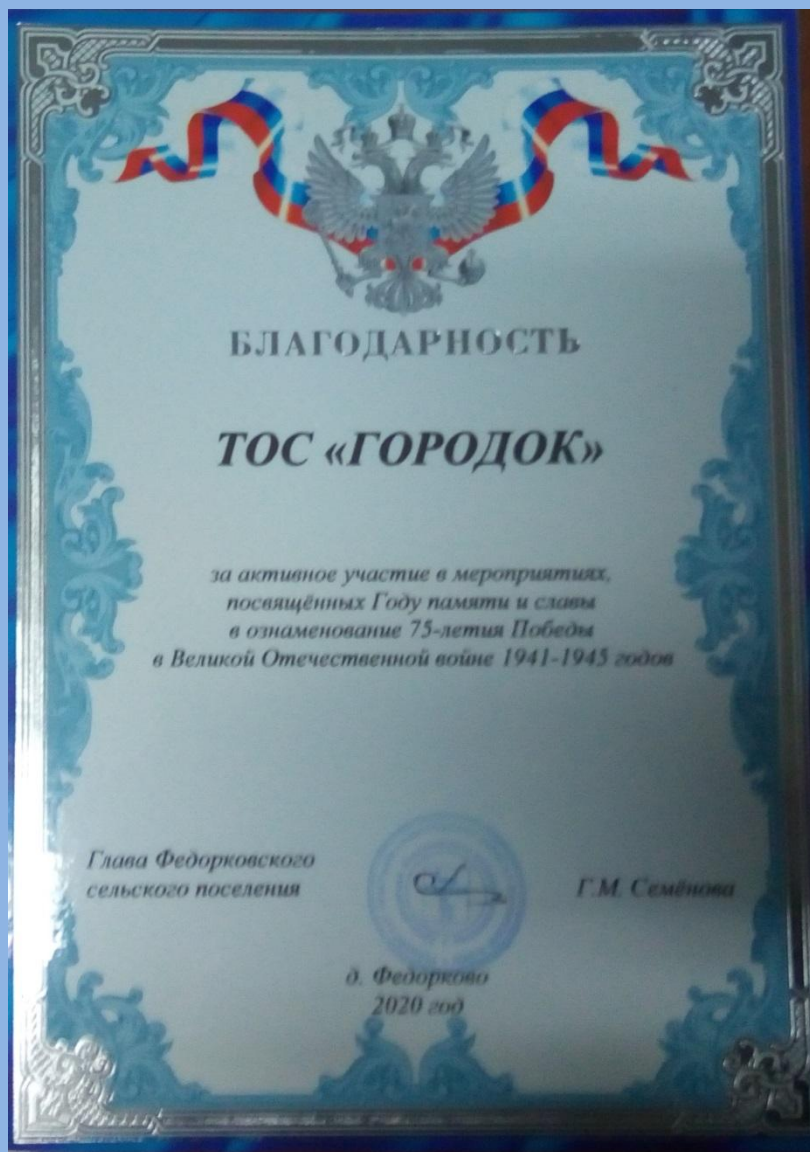 БЛАГОДАРНОСТЬ
ТОС «ГОРОДОК»
за активное участие в мероприятиях,
посвящённых Году памяти и славы
в ознаменование 75-летия Победы
в Великой Отечественной войне 1941-1945 годов
Глава Федорковского
сельского поселения
Г.М. Семёнова
д. Федорково
2020 год